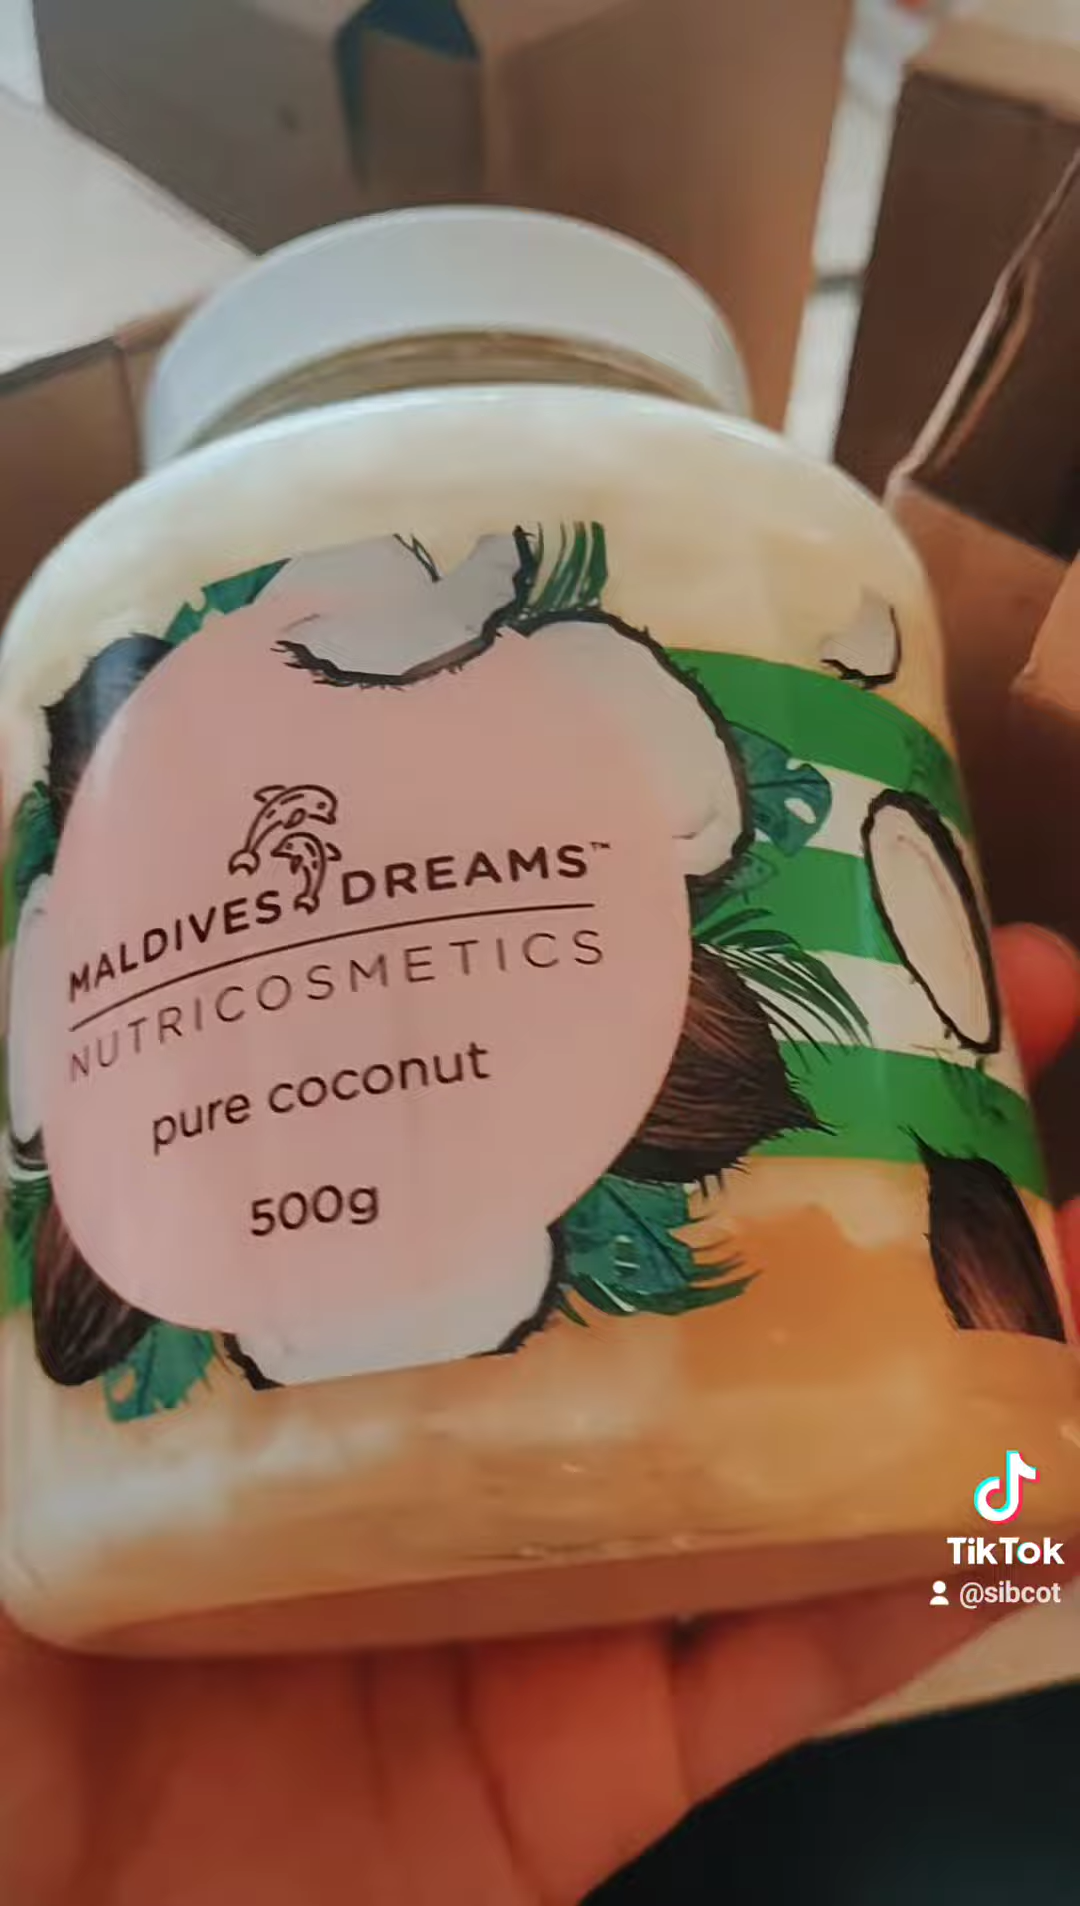 MALDIVES DREAMS™
NUTRICOSMETICS
pure coconut
500g
TikTok
@sibcot